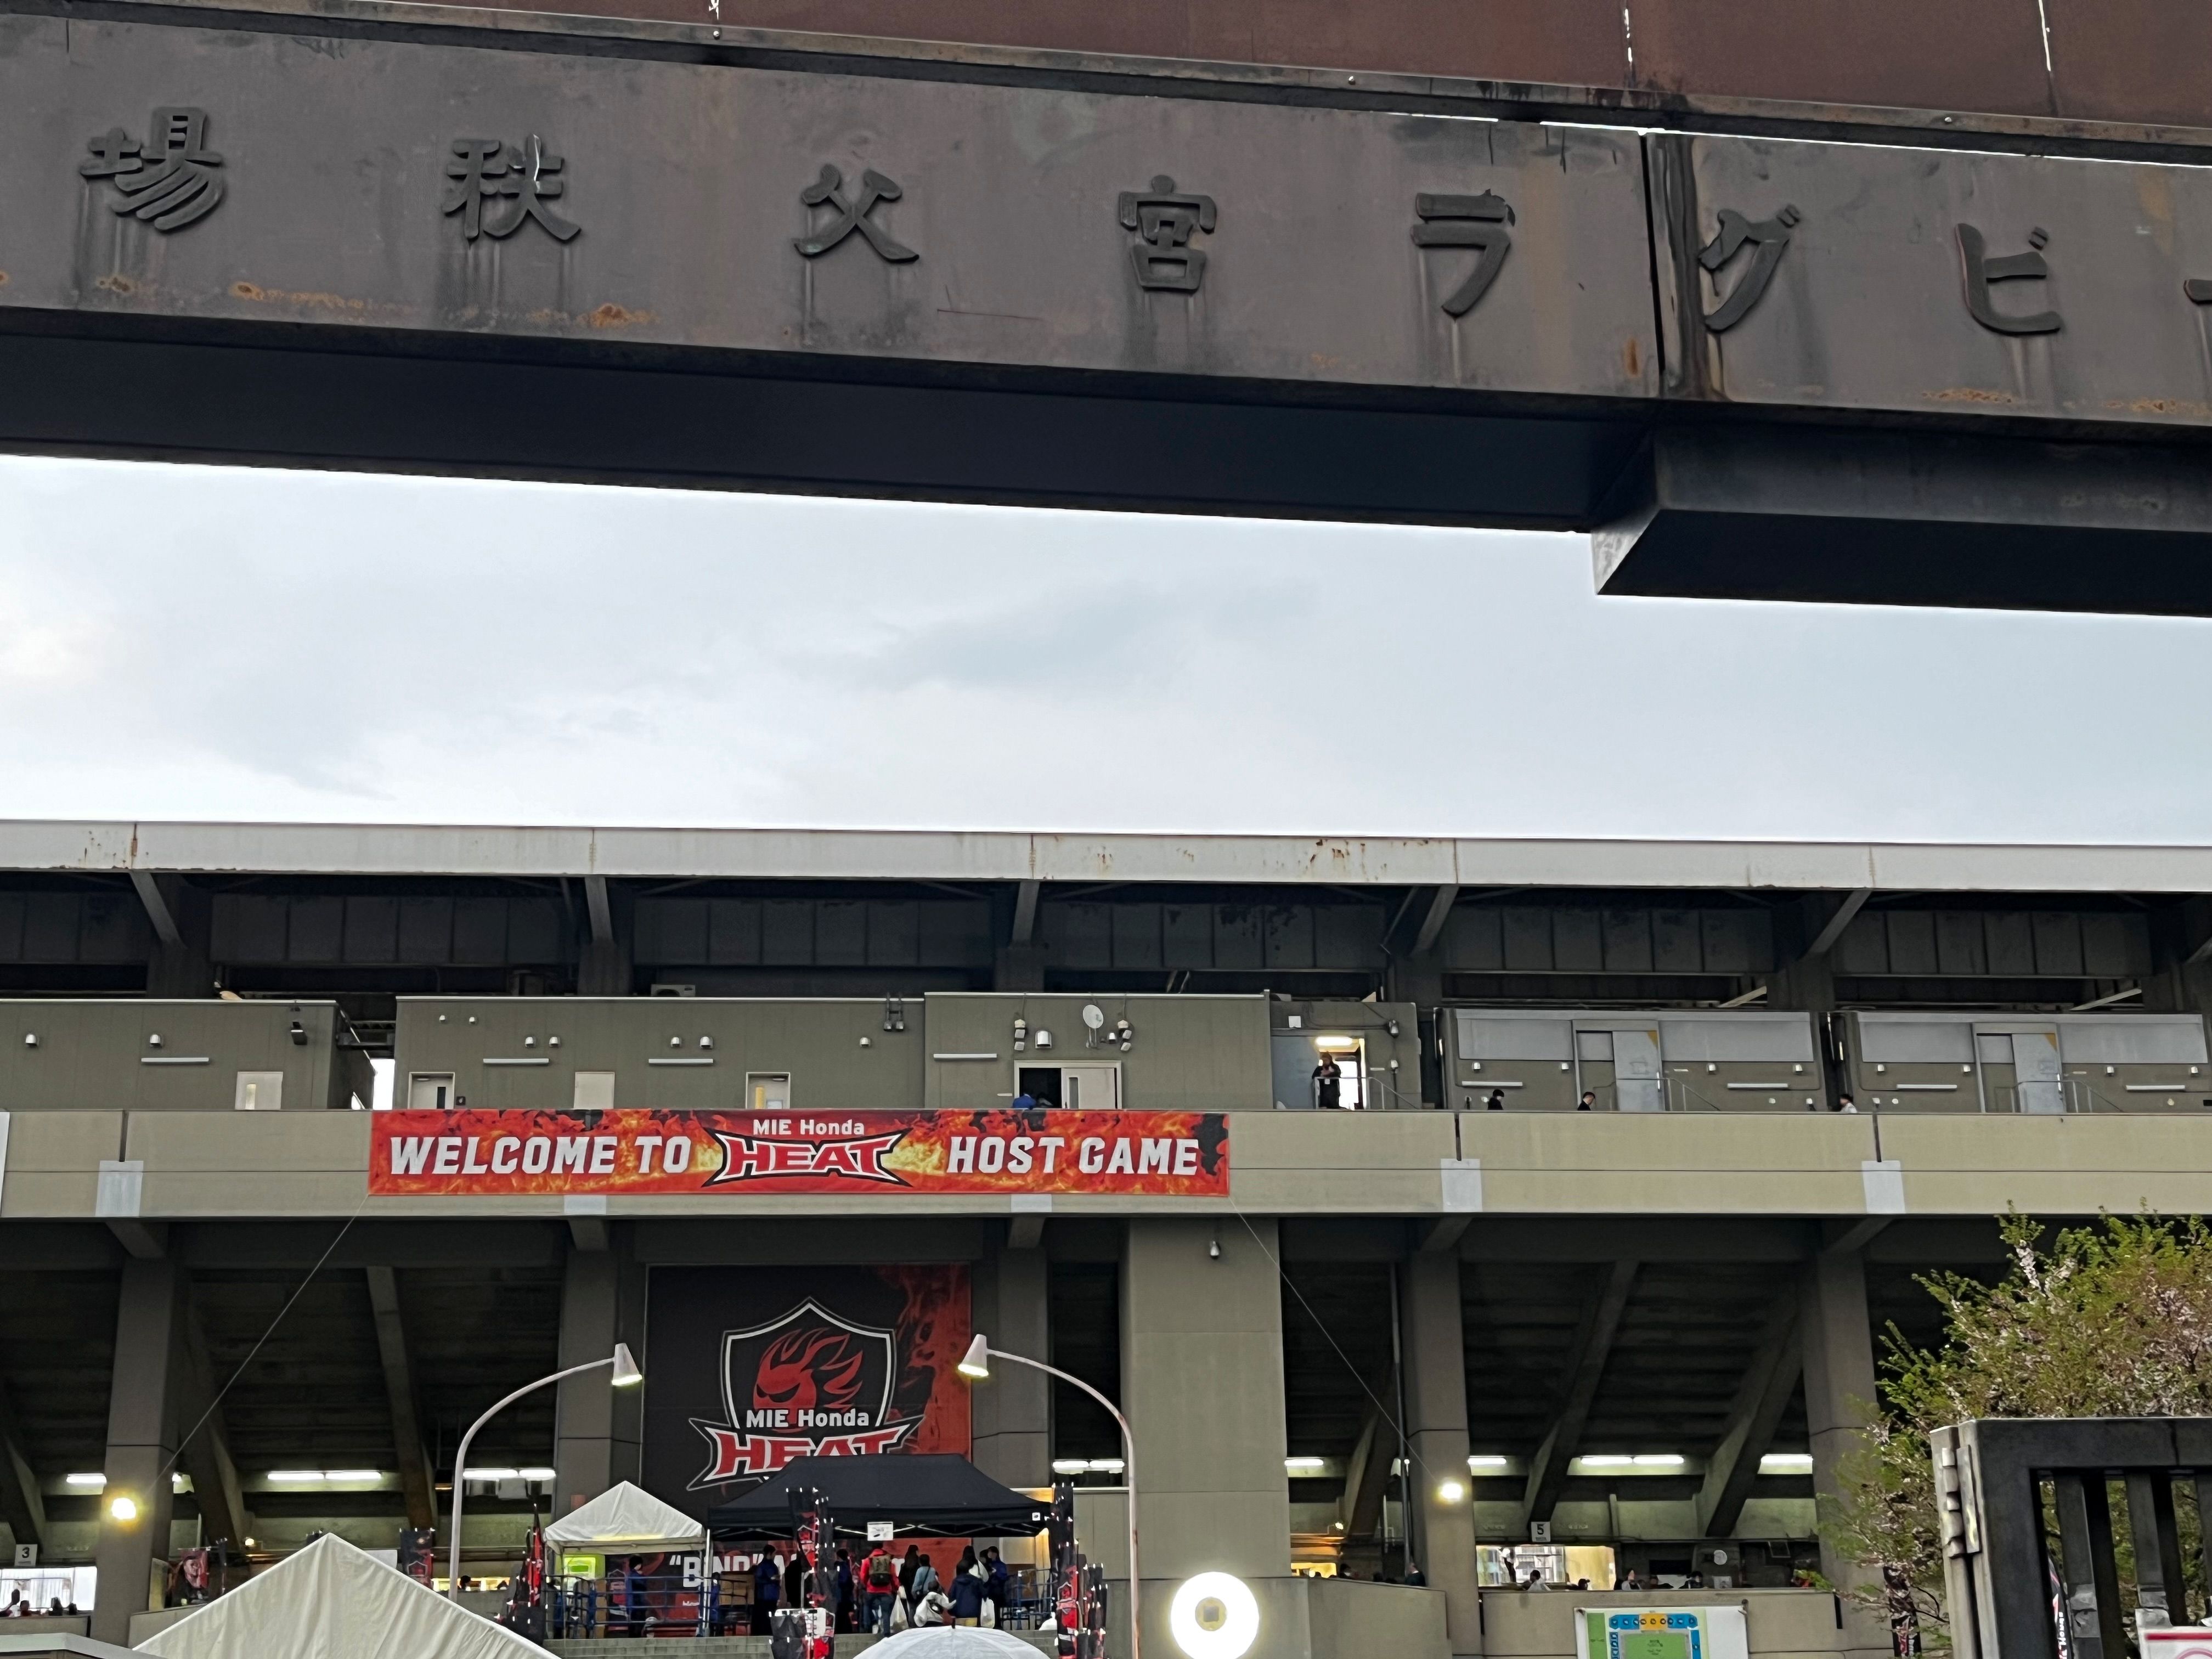 場 秩 父 宮 ラ グ ビ ー
WELCOME TO MIE Honda HEAT HOST GAME
MIE Honda
HEAT
3
5